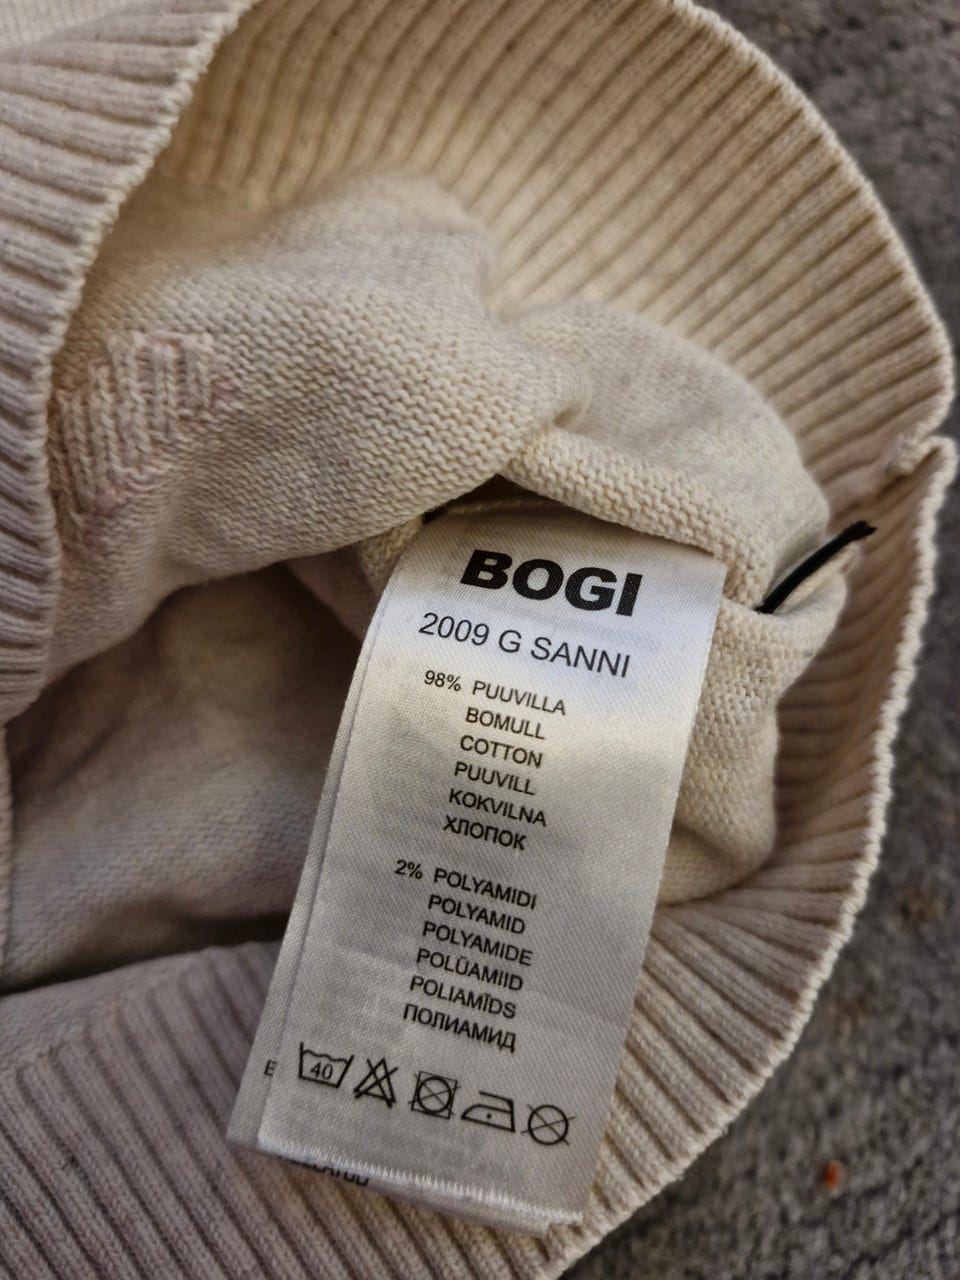 BOGI
2009 G SANNI
98% PUUVILLA
BOMULL
COTTON
PUUVILL
KOKVILNA
ХЛОПОК
2% POLYAMIDI
POLYAMID
POLYAMIDE
POLÜAMIID
POLIAMĪDS
ПОЛИАМИД
40